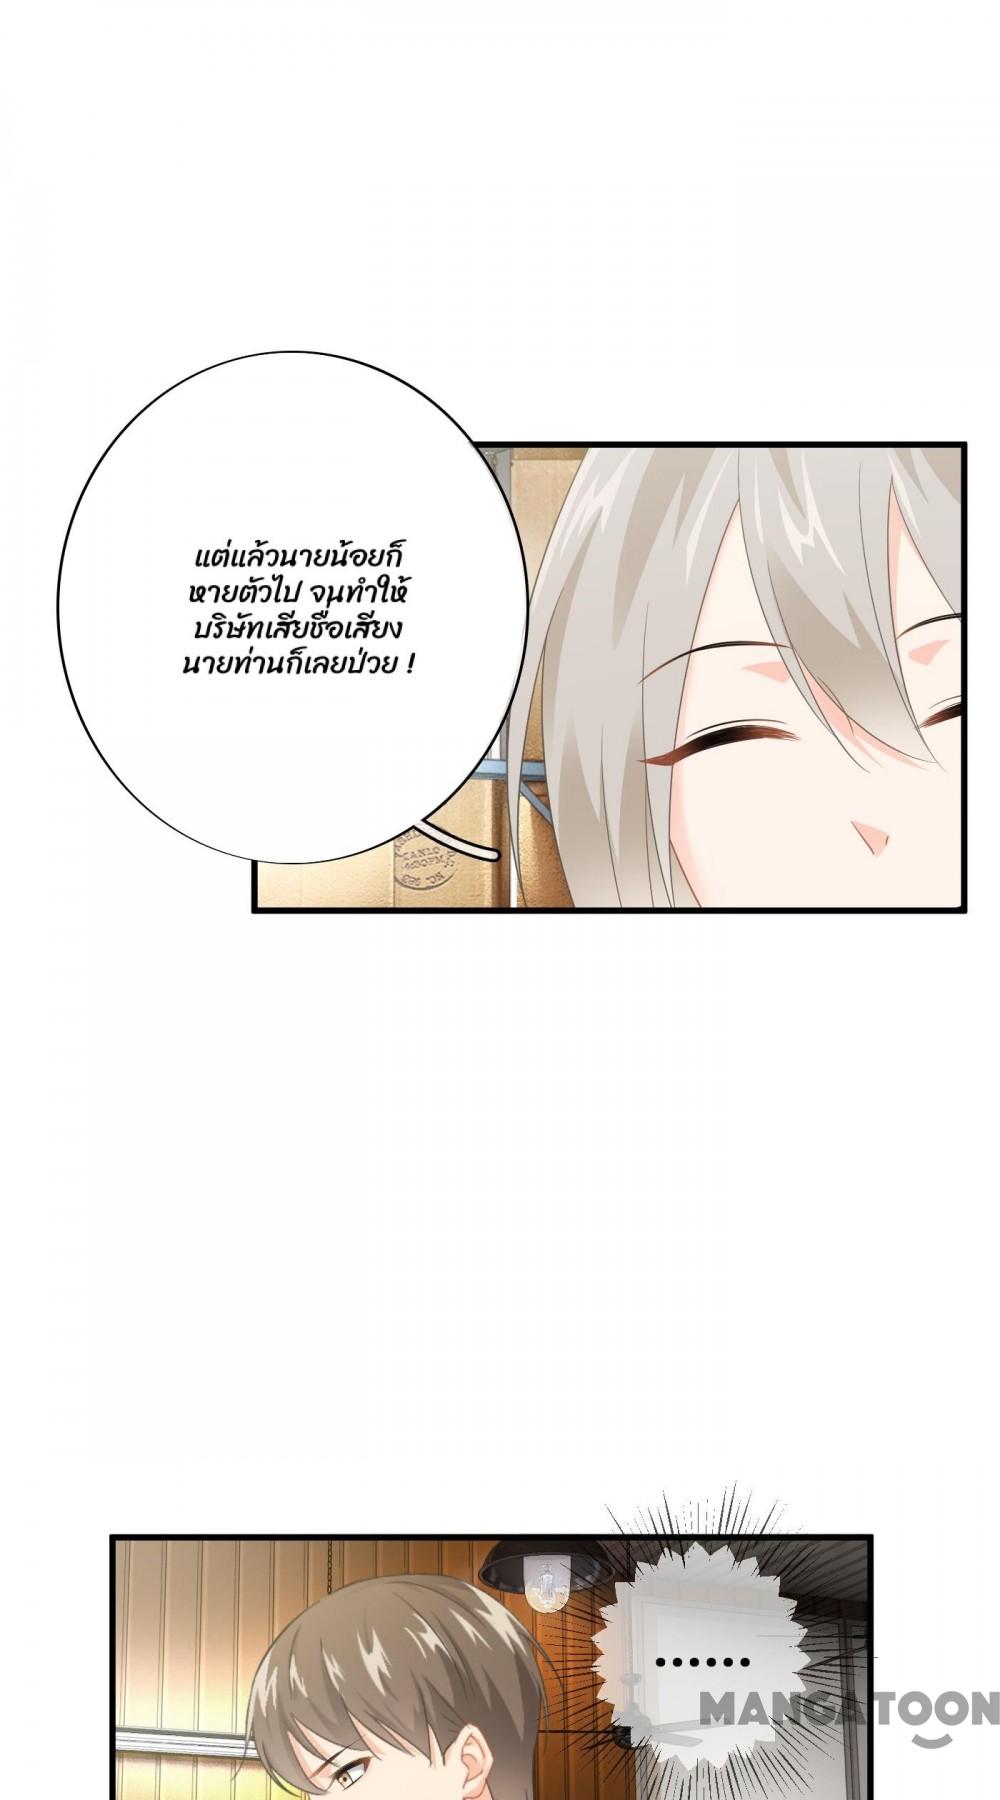 แต่แล้วนายน้อยก็
หายตัวไป จนทำให้
บริษัทเสียชื่อเสียง
นายท่านก็เลยป่วย !
CANLO
......
MANGATOON